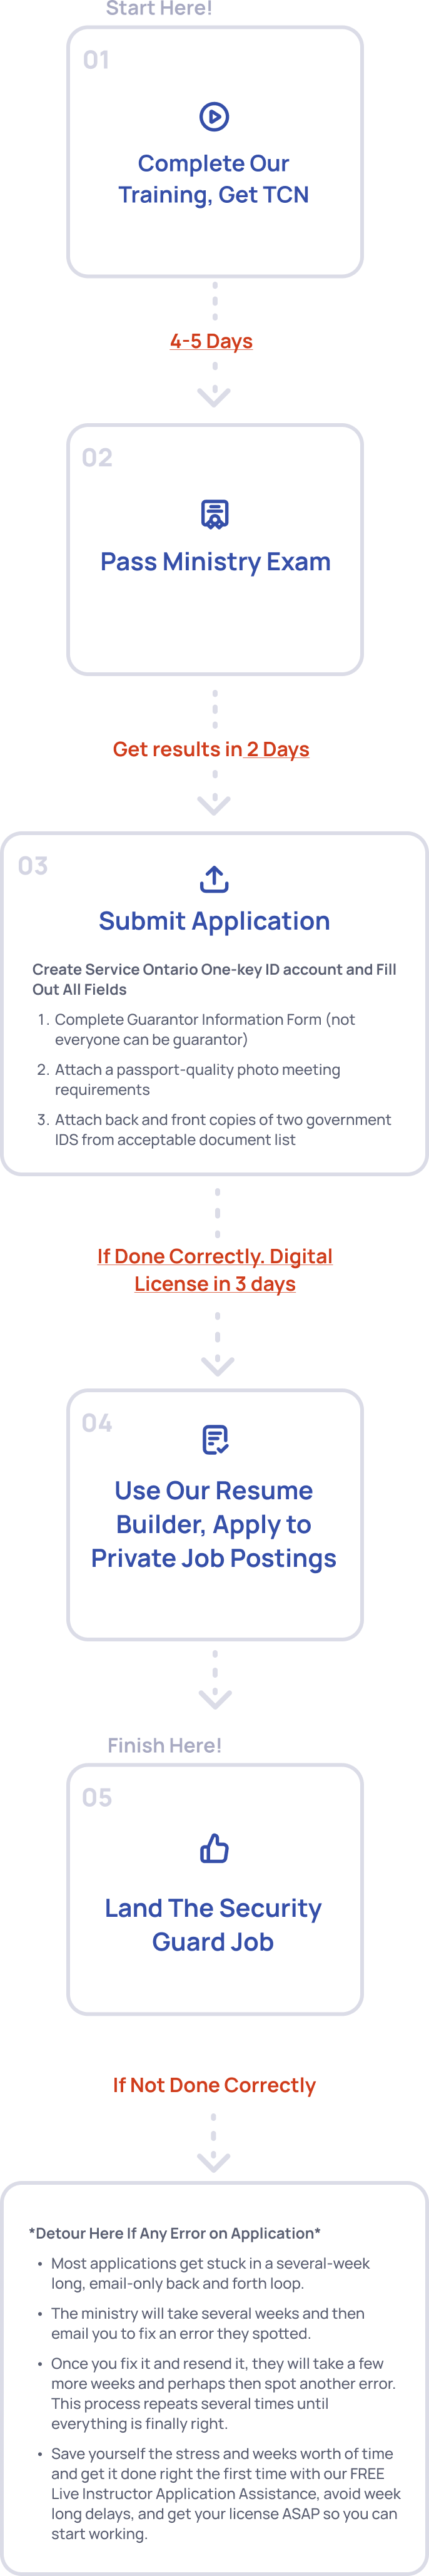 Start Here!
01
Complete Our
Training, Get TCN
4-5 Days
02
Pass Ministry Exam
Get results in 2 Days
03
Submit Application
Create Service Ontario One-key ID account and Fill
Out All Fields
1. Complete Guarantor Information Form (not
everyone can be guarantor)
2. Attach a passport-quality photo meeting
requirements
3. Attach back and front copies of two government
IDS from acceptable document list
If Done Correctly. Digital
License in 3 days
04
Use Our Resume
Builder, Apply to
Private Job Postings
Finish Here!
05
Land The Security
Guard Job
If Not Done Correctly
*Detour Here If Any Error on Application*
• Most applications get stuck in a several-week
long, email-only back and forth loop.
• The ministry will take several weeks and then
email you to fix an error they spotted.
• Once you fix it and resend it, they will take a few
more weeks and perhaps then spot another error.
This process repeats several times until
everything is finally right.
• Save yourself the stress and weeks worth of time
and get it done right the first time with our FREE
Live Instructor Application Assistance, avoid week
long delays, and get your license ASAP so you can
start working.